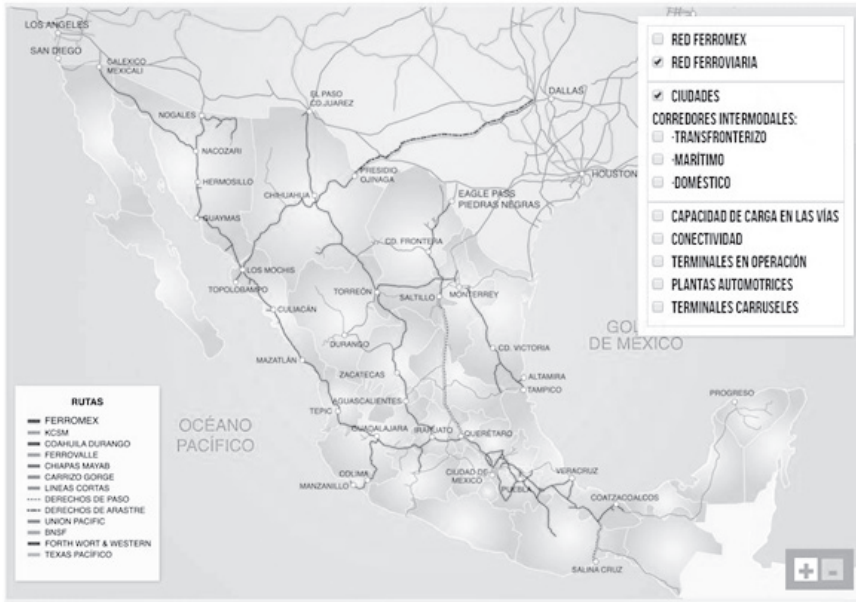 LOS ANGELES
SAN DIEGO
CALEXICO
MEXICALI
EL PASO
CD.JUAREZ
DALLAS
NOGALES
NACOZARI
HERMOSILLO
GUAYMAS
CHIHUAHUA
PRESIDIO
OJINAGA
EAGLE PASS
PIEDRAS NEGRAS
HOUSTON
CD. FRONTERA
LOS MOCHIS
TOPOLOBAMPO
CULIACÁN
TORREÓN
SALTILLO
MONTERREY
DURANGO
MAZATLÁN
ZACATECAS
CD. VICTORIA
ALTAMIRA
TAMPICO
AGUASCALIENTES
TEPIC
GUADALAJARA
IRAPUATO
QUERÉTARO
COLIMA
MANZANILLO
CIUDAD DE
MEXICO
PUEBLA
VERACRUZ
COATZACOALCOS
SALINA CRUZ
PROGRESO
OCÉANO
PACÍFICO
GOL
DE MÉXICO
RED FERROMEX
RED FERROVIARIA
CIUDADES
CORREDORES INTERMODALES:
-TRANSFRONTERIZO
-MARÍTIMO
-DOMÉSTICO
CAPACIDAD DE CARGA EN LAS VÍAS
CONECTIVIDAD
TERMINALES EN OPERACIÓN
PLANTAS AUTOMOTRICES
TERMINALES CARRUSELES
RUTAS
FERROMEX
KCSM
COAHUILA DURANGO
FERROVALLE
CHIAPAS MAYAB
CARRIZO GORGE
LINEAS CORTAS
DERECHOS DE PASO
DERECHOS DE ARASTRE
UNION PACIFIC
BNSF
FORTH WORT & WESTERN
TEXAS PACÍFICO
+ -